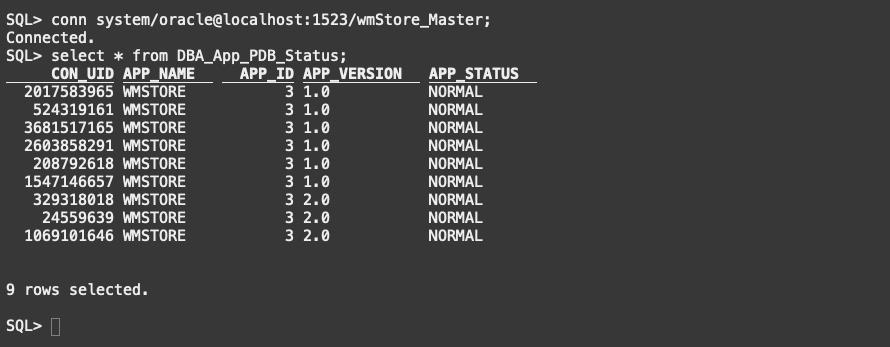 SQL> conn system/oracle@localhost:1523/wmStore_Master;
Connected.
SQL> select * from DBA_App_PDB_Status;
CON_UID APP_NAME APP_ID APP_VERSION APP_STATUS
2017583965 WMSTORE 3 1.0 NORMAL
524319161 WMSTORE 3 1.0 NORMAL
3681517165 WMSTORE 3 1.0 NORMAL
2603858291 WMSTORE 3 1.0 NORMAL
208792618 WMSTORE 3 1.0 NORMAL
1547146657 WMSTORE 3 1.0 NORMAL
329318018 WMSTORE 3 2.0 NORMAL
24559639 WMSTORE 3 2.0 NORMAL
1069101646 WMSTORE 3 2.0 NORMAL
9 rows selected.
SQL>